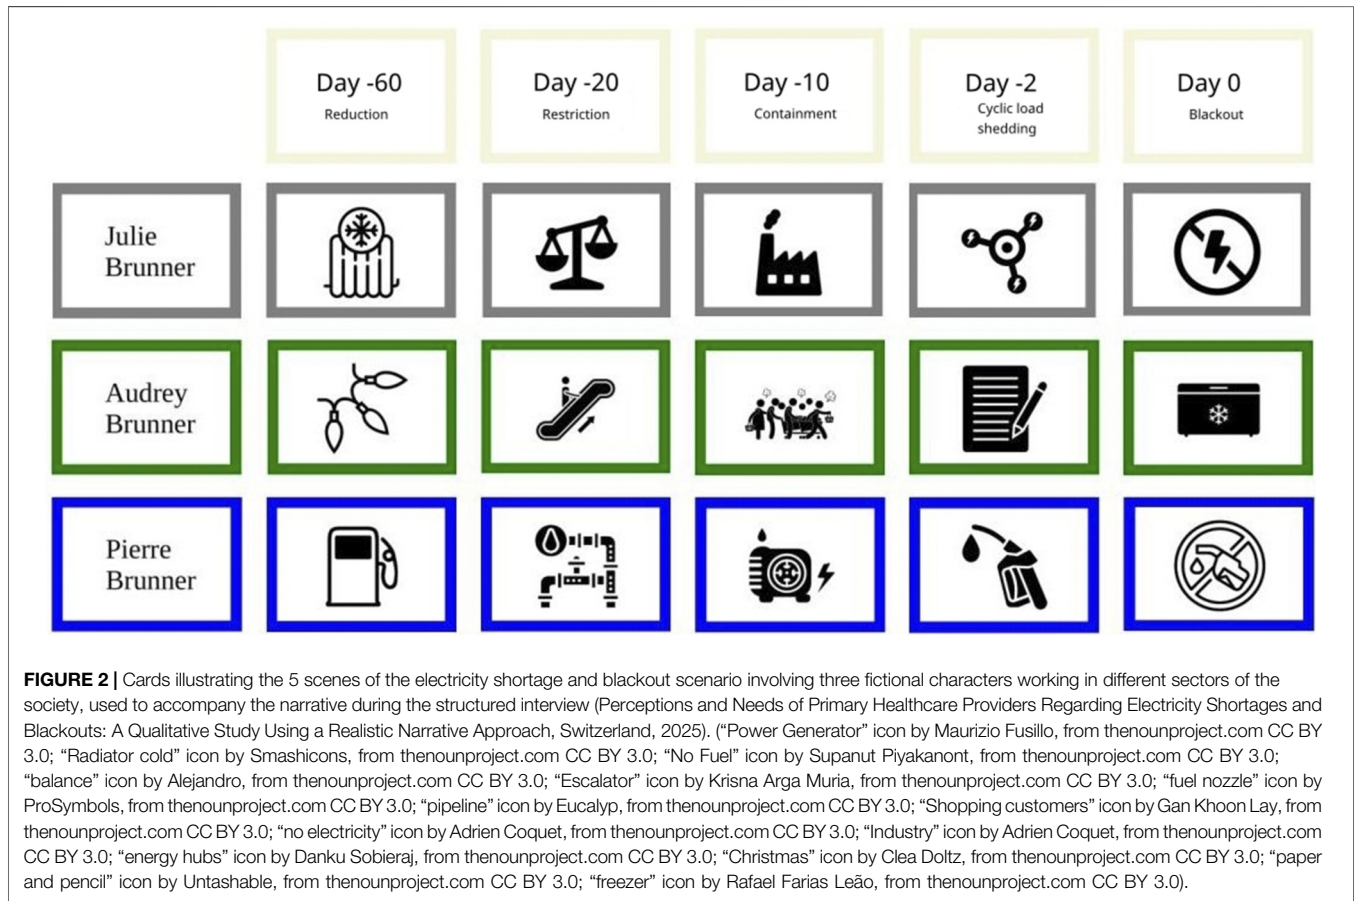 Day -60
Reduction
Day -20
Restriction
Day -10
Containment
Day -2
Cyclic load
shedding
Day 0
Blackout
Julie
Brunner
Audrey
Brunner
Pierre
Brunner
FIGURE 2 | Cards illustrating the 5 scenes of the electricity shortage and blackout scenario involving three fictional characters working in different sectors of the
society, used to accompany the narrative during the structured interview (Perceptions and Needs of Primary Healthcare Providers Regarding Electricity Shortages and
Blackouts: A Qualitative Study Using a Realistic Narrative Approach, Switzerland, 2025). (“Power Generator” icon by Maurizio Fusillo, from thenounproject.com CC BY
3.0; “Radiator cold” icon by Smashicons, from thenounproject.com CC BY 3.0; “No Fuel” icon by Supanut Piyakanont, from thenounproject.com CC BY 3.0;
“balance” icon by Alejandro, from thenounproject.com CC BY 3.0; “Escalator” icon by Krisna Arga Muria, from thenounproject.com CC BY 3.0; “fuel nozzle” icon by
ProSymbols, from thenounproject.com CC BY 3.0; “pipeline” icon by Eucalyp, from thenounproject.com CC BY 3.0; “Shopping customers” icon by Gan Khoon Lay, from
thenounproject.com CC BY 3.0; “no electricity” icon by Adrien Coquet, from thenounproject.com CC BY 3.0; “Industry” icon by Adrien Coquet, from thenounproject.com
CC BY 3.0; “energy hubs” icon by Danku Sobieraj, from thenounproject.com CC BY 3.0; “Christmas” icon by Clea Doltz, from thenounproject.com CC BY 3.0; “paper
and pencil” icon by Untashable, from thenounproject.com CC BY 3.0; “freezer” icon by Rafael Farias Leão, from thenounproject.com CC BY 3.0).